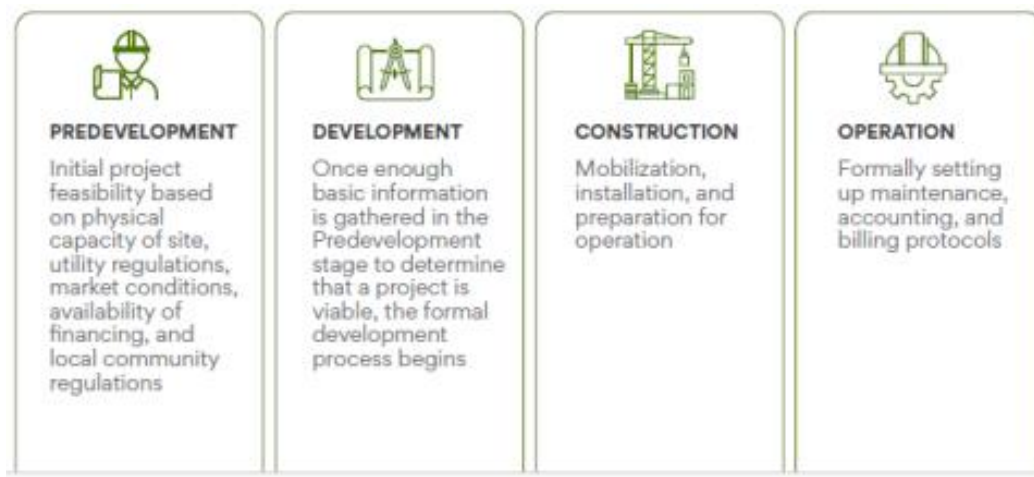 PREDEVELOPMENT
Initial project
feasibility based
on physical
capacity of site,
utility regulations,
market conditions,
availability of
financing, and
local community
regulations
DEVELOPMENT
Once enough
basic information
is gathered in the
Predevelopment
stage to determine
that a project is
viable, the formal
development
process begins
CONSTRUCTION
Mobilization,
installation, and
preparation for
operation
OPERATION
Formally setting
up maintenance,
accounting, and
billing protocols